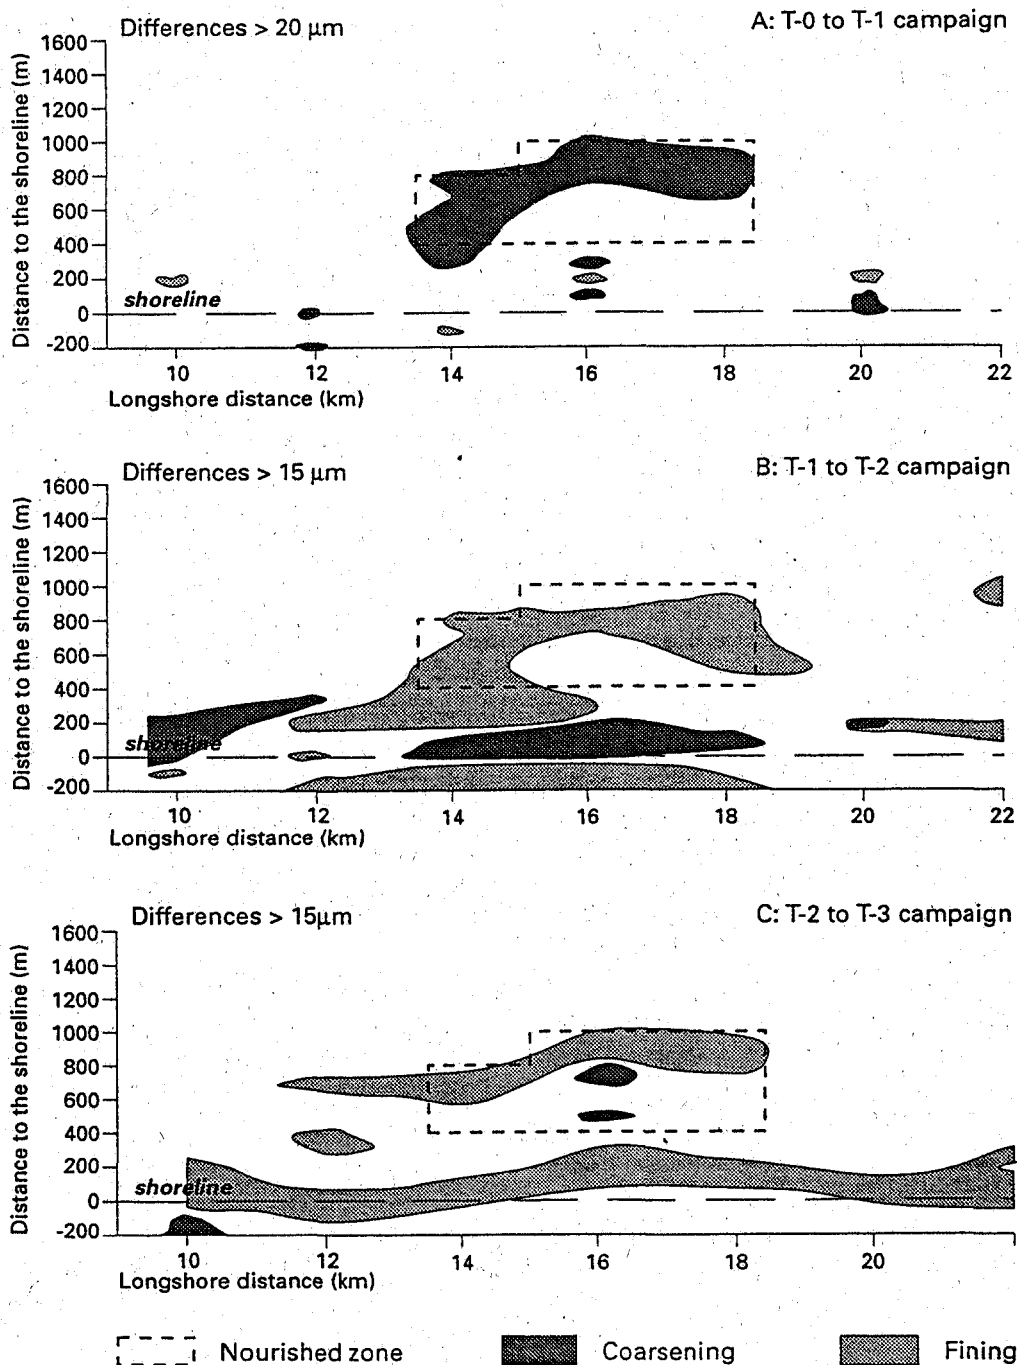 Differences > 20 μm
A: T-0 to T-1 campaign
Distance to the shoreline (m)
1600
1400
1200
1000
800
600
400
200
0
-200
shoreline
10 12 14 16 18 20 22
Longshore distance (km)
Differences > 15 μm
B: T-1 to T-2 campaign
Distance to the shoreline (m)
1600
1400
1200
1000
800
600
400
200
0
-200
shoreline
10 12 14 16 18 20 22
Longshore distance (km)
Differences > 15μm
C: T-2 to T-3 campaign
Distance to the shoreline (m)
1600
1400
1200
1000
800
600
400
200
0
-200
shoreline
10 12 14 16 18 20
Longshore distance (km)
Nourished zone Coarsening Fining